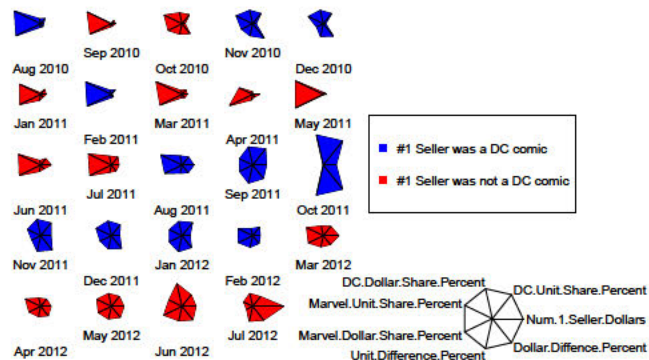 Aug 2010
Sep 2010
Oct 2010
Nov 2010
Dec 2010
Jan 2011
Feb 2011
Mar 2011
Apr 2011
May 2011
#1 Seller was a DC comic
#1 Seller was not a DC comic
Jun 2011
Jul 2011
Aug 2011
Sep 2011
Oct 2011
Nov 2011
Dec 2011
Jan 2012
Feb 2012
Mar 2012
Apr 2012
May 2012
Jun 2012
Jul 2012
DC.Dollar.Share.Percent
DC.Unit.Share.Percent
Marvel.Unit.Share.Percent
Num.1.Seller.Dollars
Marvel.Dollar.Share.Percent
Dollar.Diffence.Percent
Unit.Difference.Percent